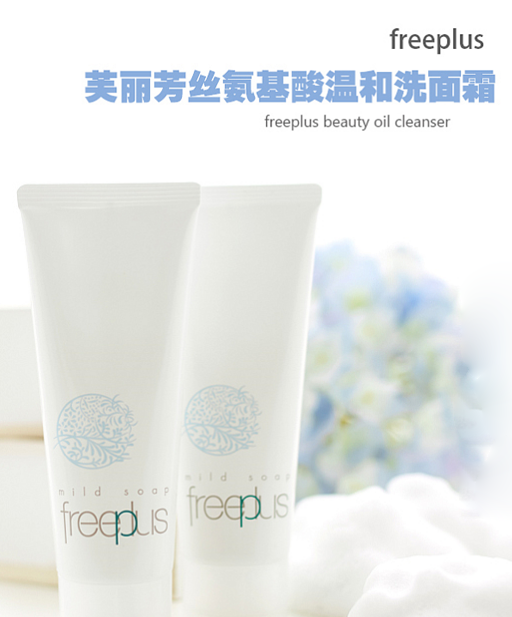 freeplus
芙丽芳丝氨基酸温和洗面霜
freeplus beauty oil cleanser
mild soap
freeplus
mild soap
freeplus